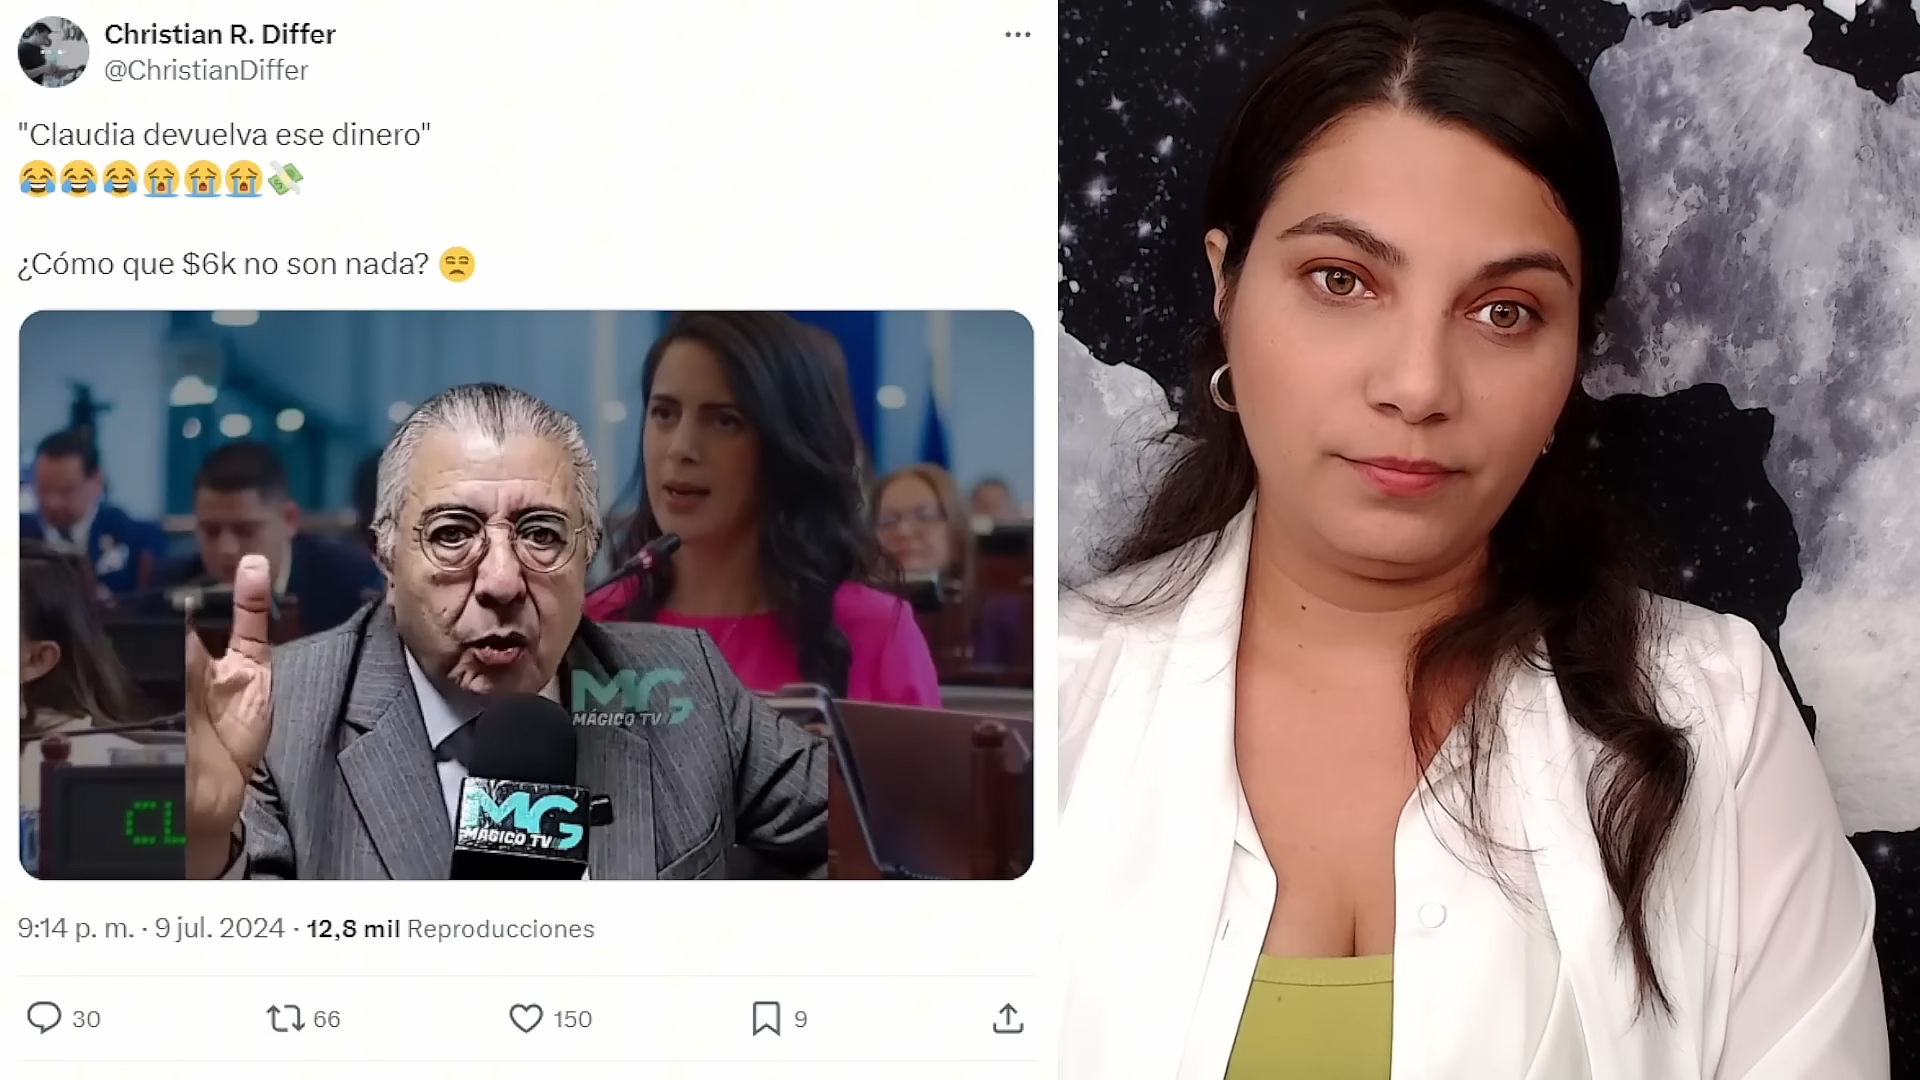 Christian R. Differ
@ChristianDiffer
"Claudia devuelva ese dinero"
😂😂😂😭😭😭💸
¿Cómo que $6k no son nada? 😒
MG
MÁGICO TV
MG
MÁGICO TV
CL
9:14 p. m. · 9 jul. 2024 · 12,8 mil Reproducciones
30 66 150 9